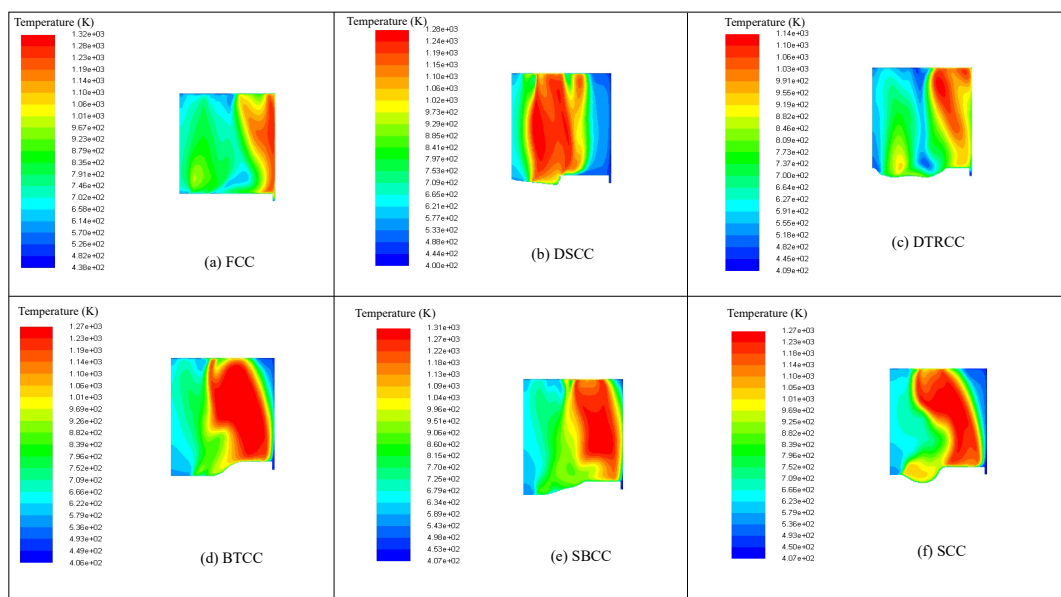 Temperature (K)
1.32e+03
1.28e+03
1.23e+03
1.19e+03
1.14e+03
1.10e+03
1.06e+03
1.01e+03
9.67e+02
9.23e+02
8.79e+02
8.35e+02
7.91e+02
7.46e+02
7.02e+02
6.58e+02
6.14e+02
5.70e+02
5.26e+02
4.82e+02
4.38e+02
(a) FCC
Temperature (K)
1.28e+03
1.24e+03
1.19e+03
1.15e+03
1.10e+03
1.06e+03
1.02e+03
9.73e+02
9.29e+02
8.85e+02
8.41e+02
7.97e+02
7.53e+02
7.09e+02
6.65e+02
6.21e+02
5.77e+02
5.33e+02
4.88e+02
4.44e+02
4.00e+02
(b) DSCC
Temperature (K)
1.14e+03
1.10e+03
1.06e+03
1.03e+03
9.91e+02
9.55e+02
9.19e+02
8.82e+02
8.46e+02
8.09e+02
7.73e+02
7.37e+02
7.00e+02
6.64e+02
6.27e+02
5.91e+02
5.55e+02
5.18e+02
4.82e+02
4.45e+02
4.09e+02
(c) DTRCC
Temperature (K)
1.27e+03
1.23e+03
1.19e+03
1.14e+03
1.10e+03
1.06e+03
1.01e+03
9.69e+02
9.26e+02
8.82e+02
8.39e+02
7.96e+02
7.52e+02
7.09e+02
6.66e+02
6.22e+02
5.79e+02
5.36e+02
4.93e+02
4.49e+02
4.06e+02
(d) BTCC
Temperature (K)
1.31e+03
1.27e+03
1.22e+03
1.18e+03
1.13e+03
1.09e+03
1.04e+03
9.96e+02
9.51e+02
9.06e+02
8.60e+02
8.15e+02
7.70e+02
7.25e+02
6.79e+02
6.34e+02
5.89e+02
5.43e+02
4.98e+02
4.53e+02
4.07e+02
(e) SBCC
Temperature (K)
1.27e+03
1.23e+03
1.18e+03
1.14e+03
1.10e+03
1.05e+03
1.01e+03
9.69e+02
9.25e+02
8.82e+02
8.39e+02
7.96e+02
7.52e+02
7.09e+02
6.66e+02
6.23e+02
5.79e+02
5.36e+02
4.93e+02
4.50e+02
4.07e+02
(f) SCC